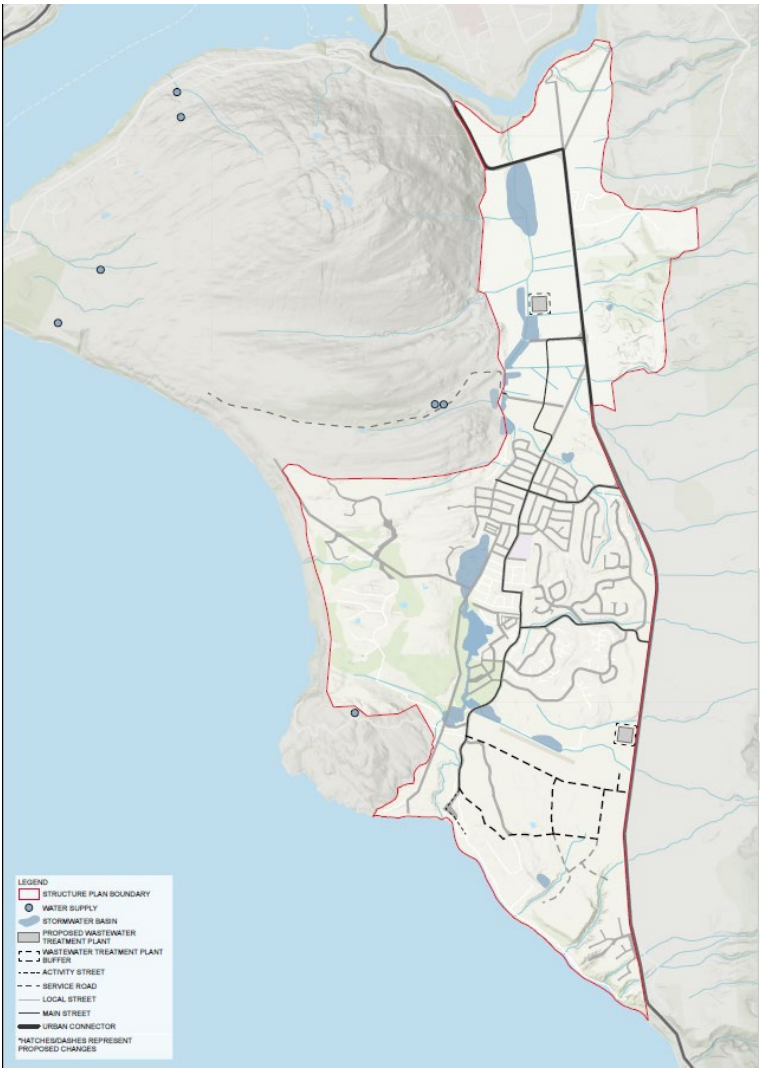 LEGEND
STRUCTURE PLAN BOUNDARY
WATER SUPPLY
STORMWATER BASIN
PROPOSED WASTEWATER
TREATMENT PLANT
WASTEWATER TREATMENT PLANT
BUFFER
ACTIVITY STREET
SERVICE ROAD
LOCAL STREET
MAIN STREET
URBAN CONNECTOR
*HATCHES/DASHES REPRESENT
PROPOSED CHANGES